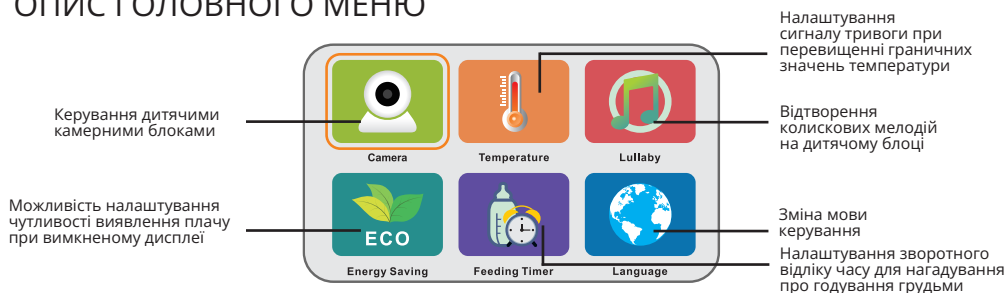 ОПИС ГОЛОВНОГО МЕНЮ
Налаштування
сигналу тривоги при
перевищенні граничних
значень температури
Керування дитячими
камерними блоками
Відтворення
колискових мелодій
на дитячому блоці
Camera
Temperature
Lullaby
Можливість налаштування
чутливості виявлення плачу
при вимкненому дисплеї
ECO
Зміна мови
керування
Energy Saving
Feeding Timer
Language
Налаштування зворотного
відліку часу для нагадування
про годування грудьми